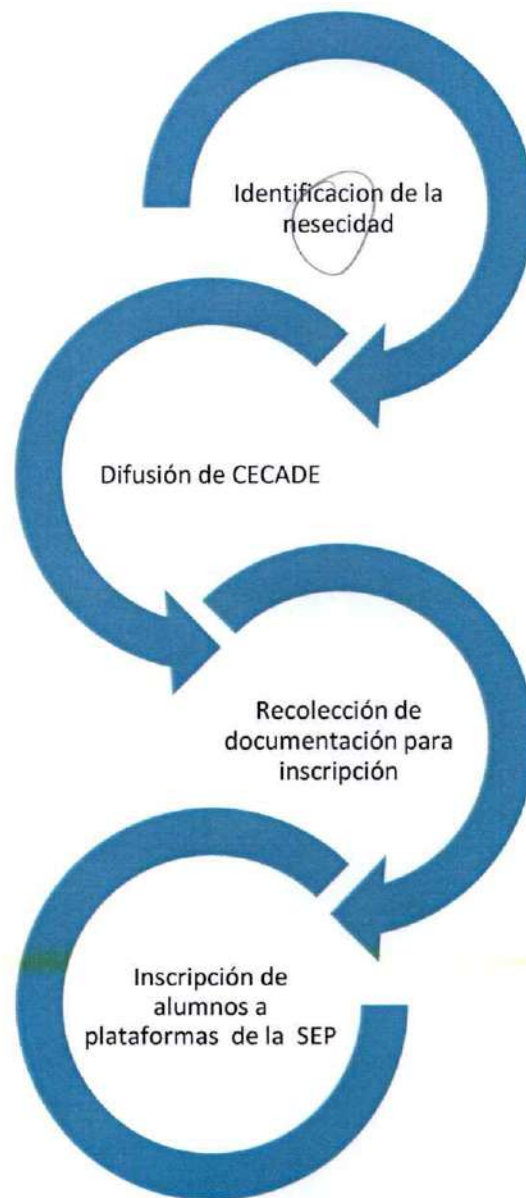 Identificacion de la
nesecidad
Difusión de CECADE
Recolección de
documentación para
inscripción
Inscripción de
alumnos a
plataformas de la SEP